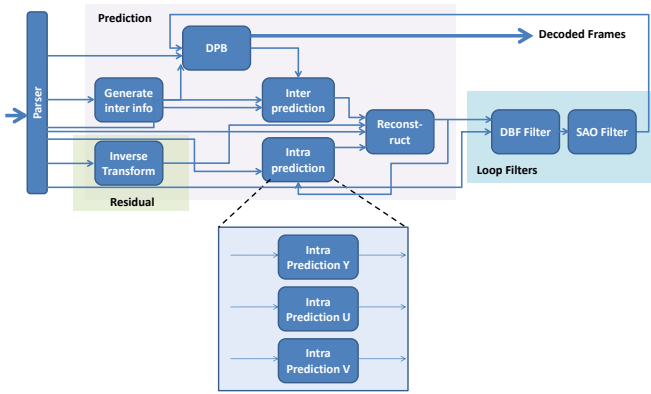 Prediction
DPB
Decoded Frames
Parser
Generate
inter info
Inter
prediction
Reconst-
ruct
DBF Filter
SAO Filter
Loop Filters
Inverse
Transform
Intra
prediction
Residual
Intra
Prediction Y
Intra
Prediction U
Intra
Prediction V